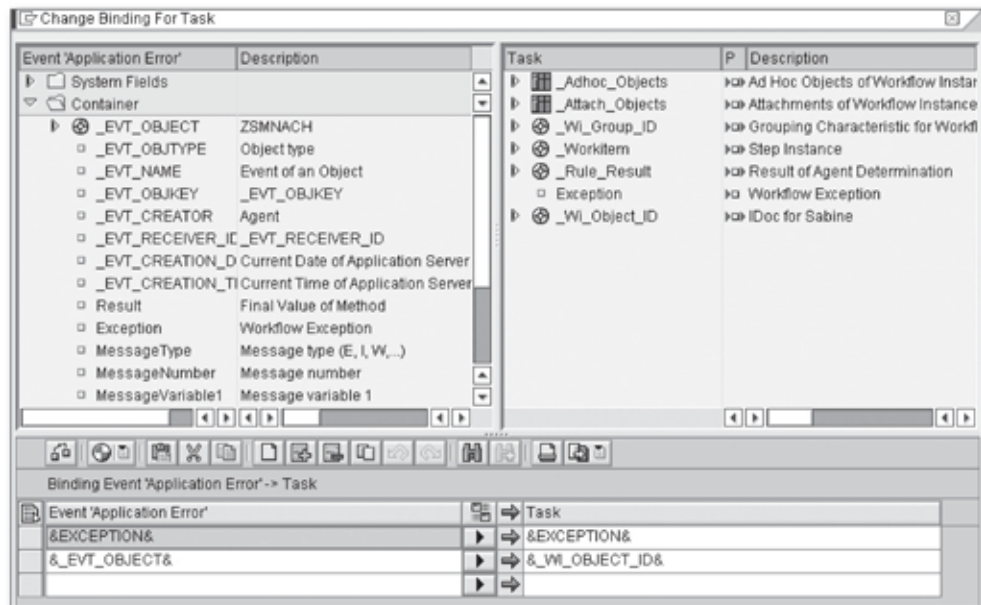 Change Binding For Task
Event 'Application Error' Description
System Fields
Container
_EVT_OBJECT ZSMNACH
_EVT_OBJTYPE Object type
_EVT_NAME Event of an Object
_EVT_OBJKEY _EVT_OBJKEY
_EVT_CREATOR Agent
_EVT_RECEIVER_ID _EVT_RECEIVER_ID
_EVT_CREATION_D Current Date of Application Server
_EVT_CREATION_TI Current Time of Application Server
Result Final Value of Method
Exception Workflow Exception
MessageType Message type (E, I, W,...)
MessageNumber Message number
MessageVariable1 Message variable 1
Task P Description
_Adhoc_Objects Ad Hoc Objects of Workflow Instar
_Attach_Objects Attachments of Workflow Instance
_Wi_Group_ID Grouping Characteristic for Workfl
_Workitem Step Instance
_Rule_Result Result of Agent Determination
Exception Workflow Exception
_Wi_Object_ID IDoc for Sabine
Binding Event 'Application Error' -> Task
Event 'Application Error' Task
&EXCEPTION& &EXCEPTION&
&_EVT_OBJECT& &_WI_OBJECT_ID&